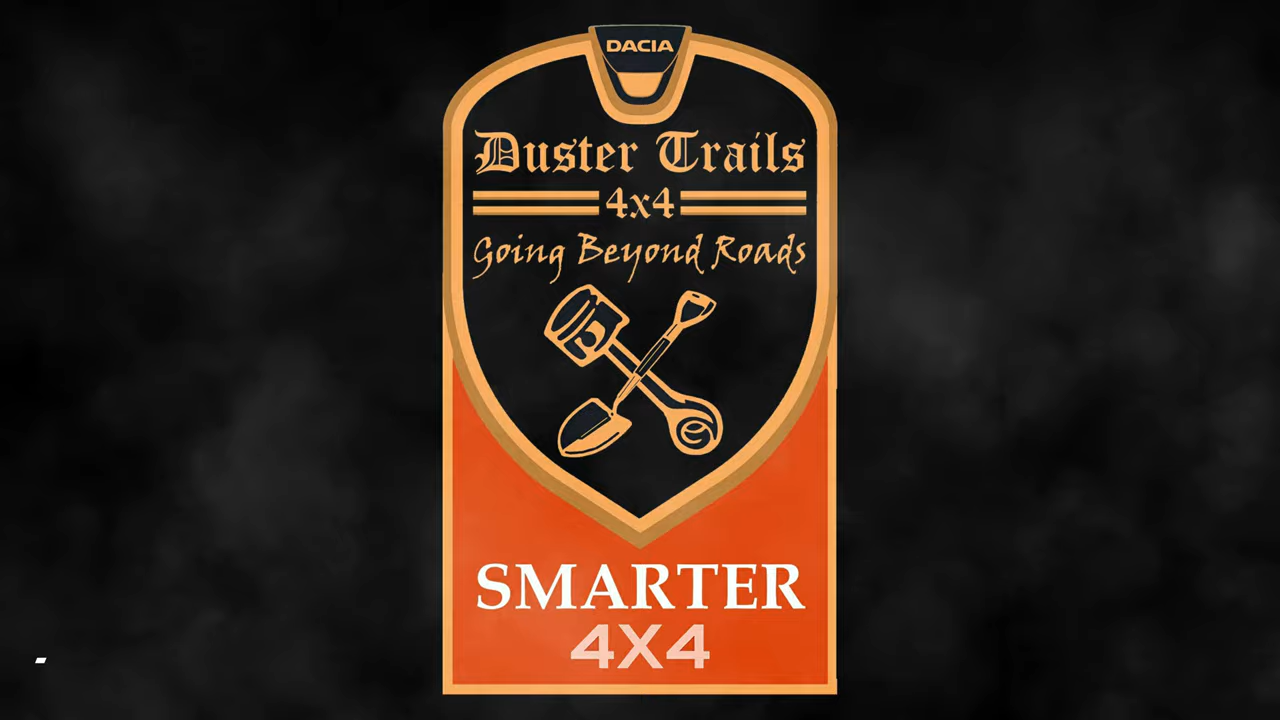 DACIA
Duster Trails
4x4
Going Beyond Roads
SMARTER
4X4